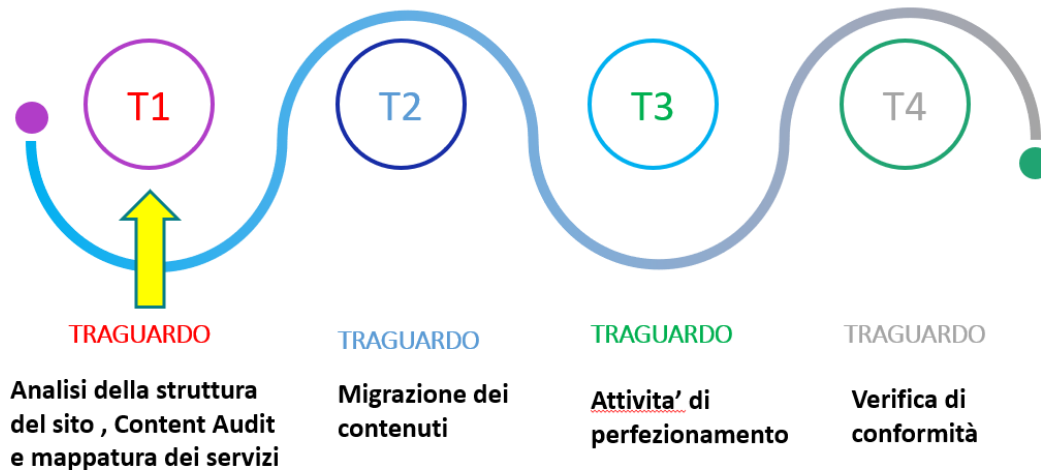 T1
T2
T3
T4
TRAGUARDO
Analisi della struttura
del sito , Content Audit
e mappatura dei servizi
TRAGUARDO
Migrazione dei
contenuti
TRAGUARDO
Attivita' di
perfezionamento
TRAGUARDO
Verifica di
conformità